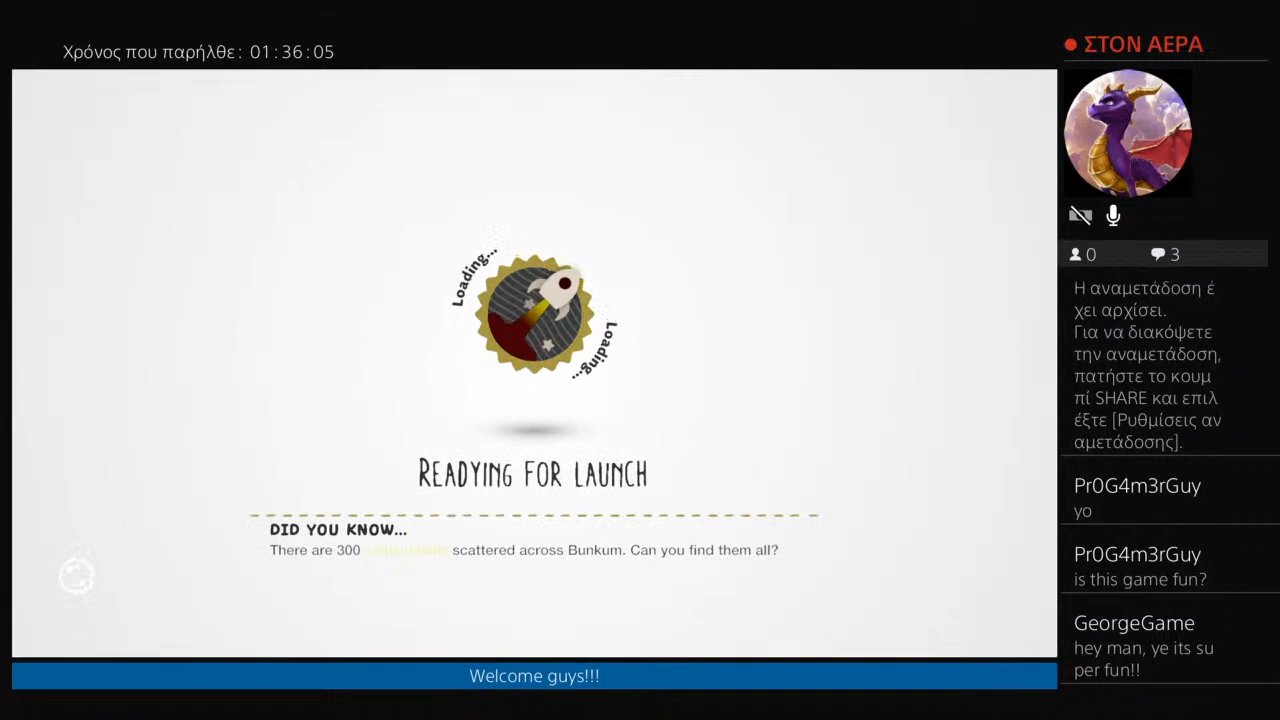 Χρόνος που παρήλθε: 01:36:05
ΣΤΟΝ ΑΕΡΑ
Loading...
Loading...
READYING FOR LAUNCH
DID YOU KNOW...
There are 300 scattered across Bunkum. Can you find them all?
Welcome guys!!!
0 3
Η αναμετάδοση έ
χει αρχίσει.
Για να διακόψετε
την αναμετάδοση,
πατήστε το κουμ
πί SHARE και επιλ
έξτε [Ρυθμίσεις αν
αμετάδοσης].
Pr0G4m3rGuy
yo
Pr0G4m3rGuy
is this game fun?
GeorgeGame
hey man, ye its su
per fun!!